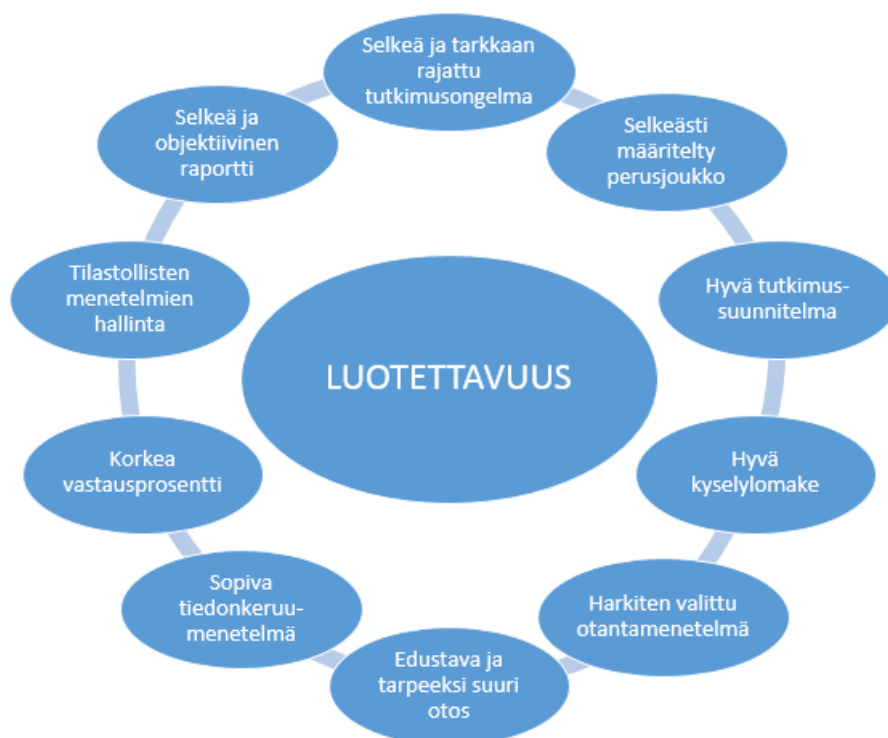 Selkeä ja tarkkaan
rajattu
tutkimusongelma
Selkeästi
määritelty
perusjoukko
Hyvä tutkimus-
suunnitelma
Hyvä
kyselylomake
Harkiten valittu
otantamenetelmä
Edustava ja
tarpeeksi suuri
otos
Sopiva
tiedonkeruu-
menetelmä
Korkea
vastausprosentti
Tilastollisten
menetelmien
hallinta
Selkeä ja
objektiivinen
raportti
LUOTETTAVUUS